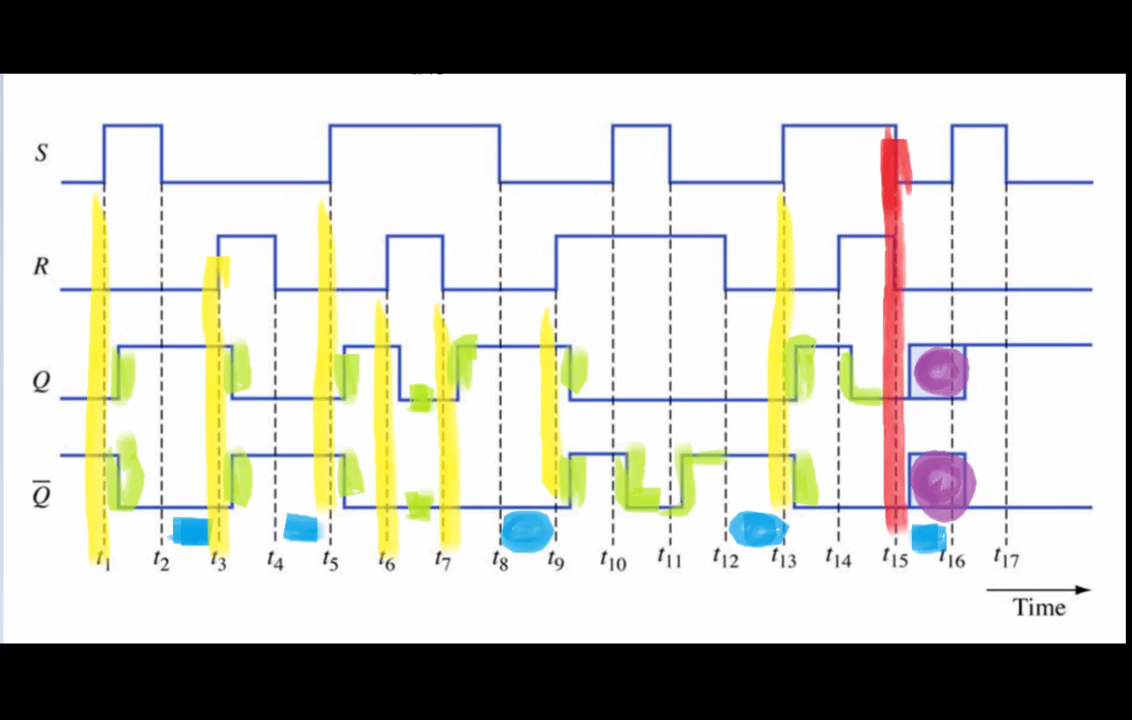 S
R
Q
Q̅
t₁ t₂ t₃ t₄ t₅ t₆ t₇ t₈ t₉ t₁₀ t₁₁ t₁₂ t₁₃ t₁₄ t₁₅ t₁₆ t₁₇
Time